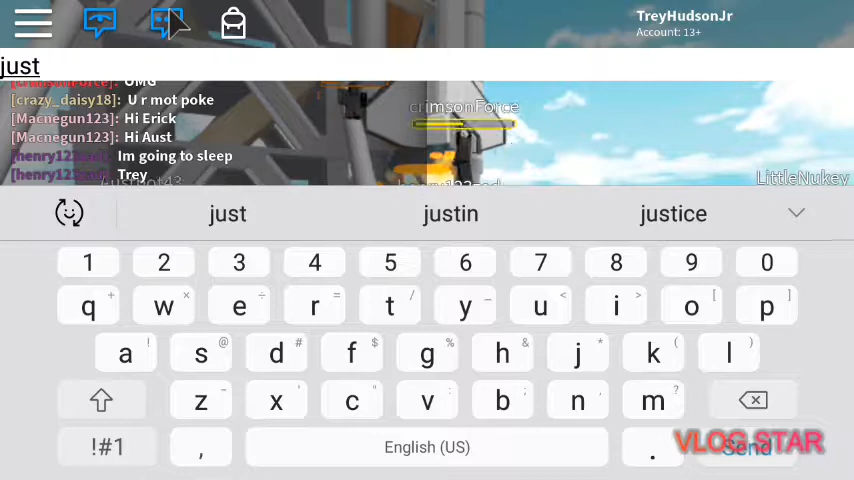 TreyHudsonJr
Account: 13+
just
[crimsonForce]: OMG
[crazy_daisy18]: U r mot poke
crimsonForce
[Macnegun123]: Hi Erick
[Macnegun123]: Hi Aust
Im going to sleep
Trey
LittleNukey
just justin justice
1 2 3 4 5 6 7 8 9 0
q + w × e ÷ r = t / y _ u < i > o [ p ]
a ! s @ d # f $ g % h & j * k ( l )
z - x ' c " v : b ; n , m ?
!#1 , English (US) . Send
VLOG STAR